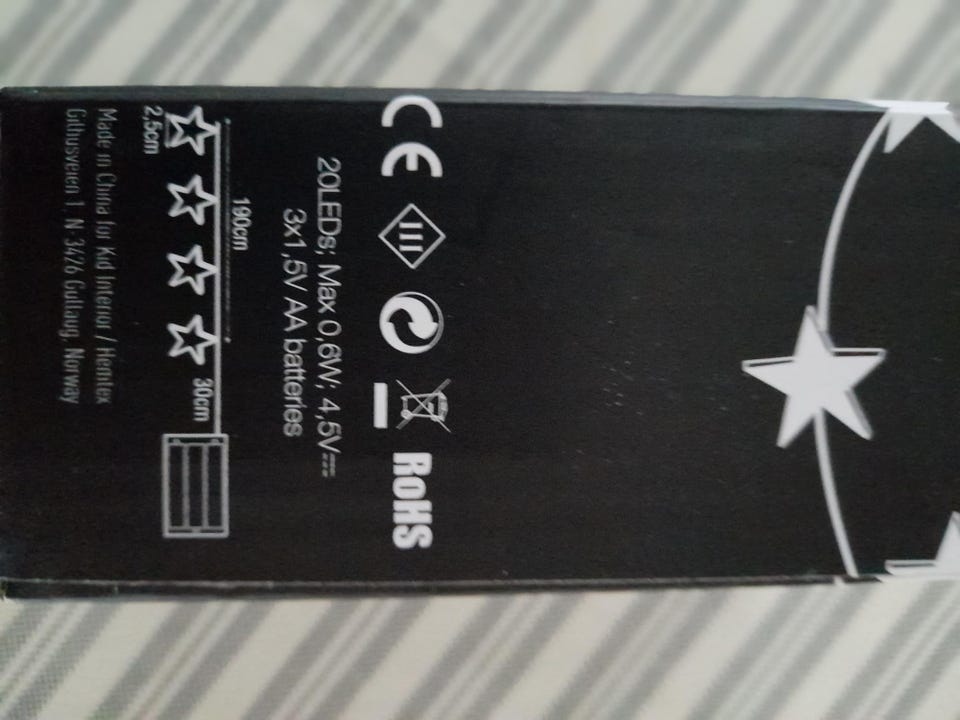 CE III RoHS
20LEDs; Max 0,6W; 4,5V
3x1,5V AA batteries
190cm
30cm
2,5cm
Made in China for Kid Interiør / Hemtex
Gilhusveien 1, N-3426 Gullaug, Norway